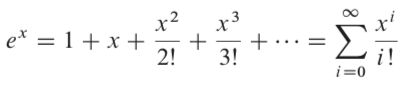 e^x = 1 + x + x^2/2! + x^3/3! + ··· = ∑_{i=0}^{∞} x^i/i!